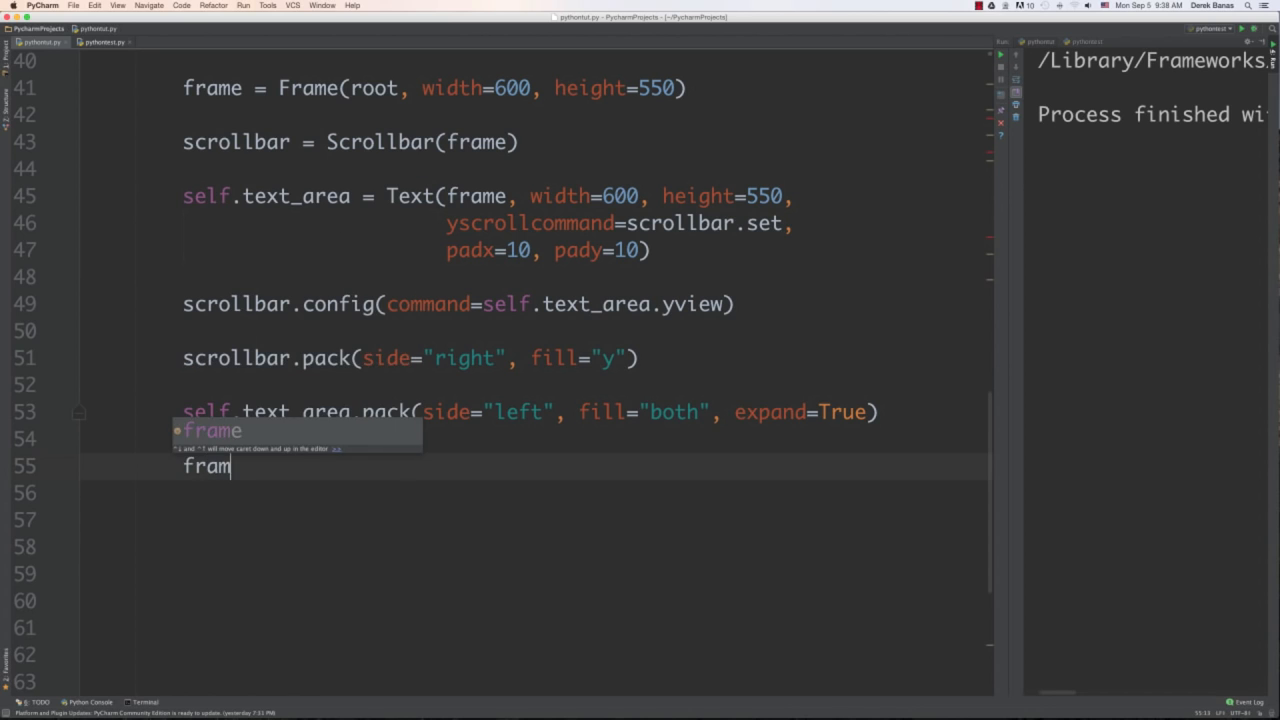 PyCharm File Edit View Navigate Code Refactor Run Tools VCS Window Help 10 Mon Sep 5 9:38 AM Derek Banas
pythontut.py - PycharmProjects - [~/PycharmProjects]
PycharmProjects pythontut.py pythontest
pythontut.py pythontest.py Run: pythontut pythontest
1: Project
Z: Structure
2: Favorites
40
41 frame = Frame(root, width=600, height=550)
42
43 scrollbar = Scrollbar(frame)
44
45 self.text_area = Text(frame, width=600, height=550,
46 yscrollcommand=scrollbar.set,
47 padx=10, pady=10)
48
49 scrollbar.config(command=self.text_area.yview)
50
51 scrollbar.pack(side="right", fill="y")
52
53 self.text_area.pack(side="left", fill="both", expand=True)
54 frame
^↓ and ^↑ will move caret down and up in the editor >>
55 fram
56
57
58
59
60
61
62
63
/Library/Frameworks
Process finished wi
6: TODO Python Console Terminal Event Log
Platform and Plugin Updates: PyCharm Community Edition is ready to update. (yesterday 7:31 PM) 55:13 LF÷ UTF-8÷